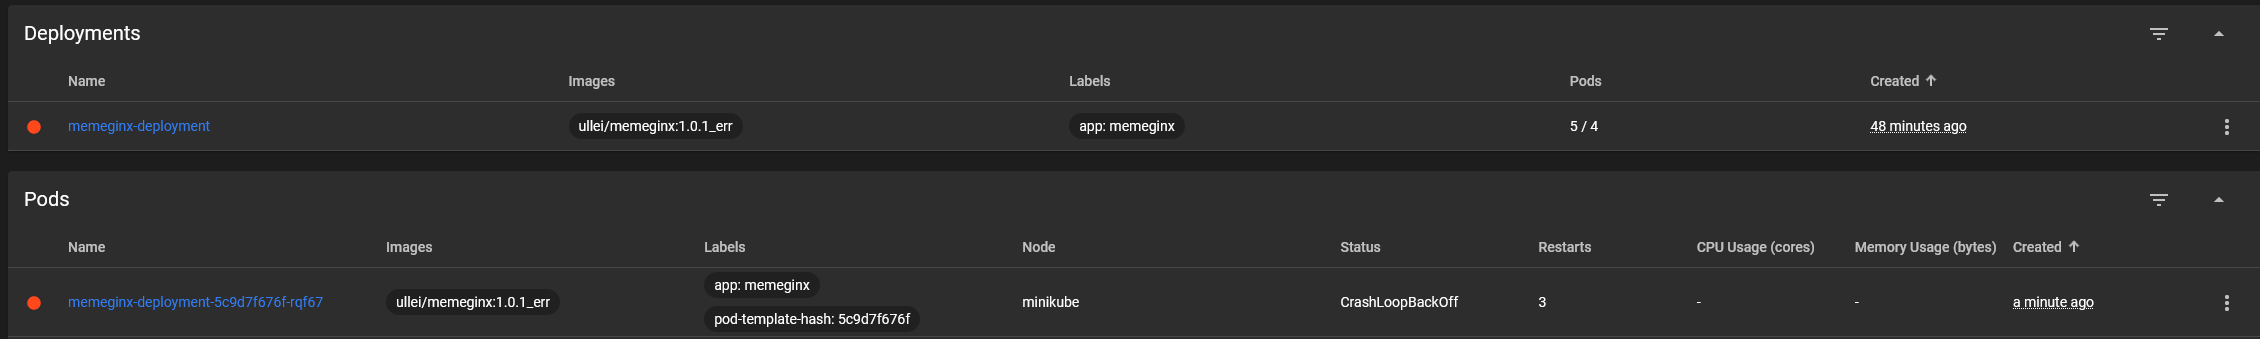 Deployments
Name Images Labels Pods Created ↑
memeginx-deployment ullei/memeginx:1.0.1_err app: memeginx 5 / 4 48 minutes ago
Pods
Name Images Labels Node Status Restarts CPU Usage (cores) Memory Usage (bytes) Created ↑
app: memeginx
memeginx-deployment-5c9d7f676f-rqf67 ullei/memeginx:1.0.1_err minikube CrashLoopBackOff 3 - - a minute ago
pod-template-hash: 5c9d7f676f